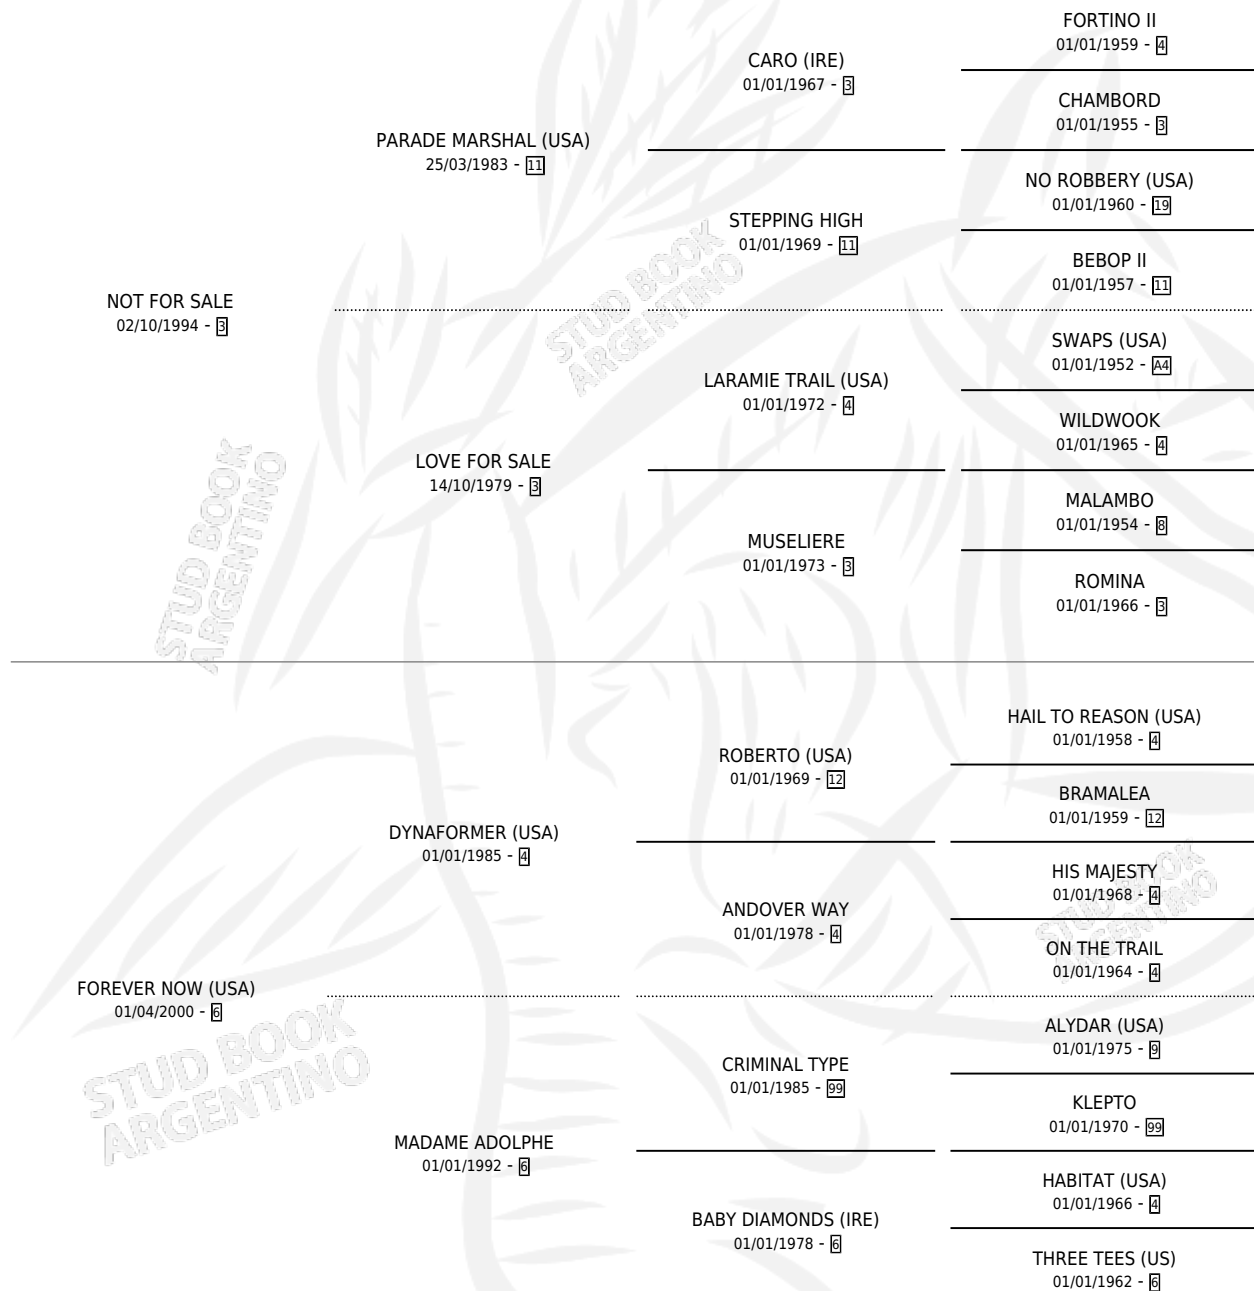 FORTINO II
01/01/1959 - 4
CARO (IRE)
01/01/1967 - 3
CHAMBORD
01/01/1955 - 3
PARADE MARSHAL (USA)
25/03/1983 - 11
NO ROBBERY (USA)
01/01/1960 - 19
STEPPING HIGH
01/01/1969 - 11
BEBOP II
01/01/1957 - 11
NOT FOR SALE
02/10/1994 - 3
STUD BOOK
ARGENTINO
SWAPS (USA)
01/01/1952 - A4
LARAMIE TRAIL (USA)
01/01/1972 - 4
WILDWOOK
01/01/1965 - 4
LOVE FOR SALE
14/10/1979 - 3
MALAMBO
01/01/1954 - 8
MUSELIERE
01/01/1973 - 3
ROMINA
01/01/1966 - 3
STUD BOOK
ARGENTINO
HAIL TO REASON (USA)
01/01/1958 - 4
ROBERTO (USA)
01/01/1969 - 12
BRAMALEA
01/01/1959 - 12
DYNAFORMER (USA)
01/01/1985 - 4
HIS MAJESTY
01/01/1968 - 4
ANDOVER WAY
01/01/1978 - 4
ON THE TRAIL
01/01/1964 - 4
STUD BOOK
ARGENTINO
FOREVER NOW (USA)
01/04/2000 - 6
ALYDAR (USA)
01/01/1975 - 9
CRIMINAL TYPE
01/01/1985 - 99
KLEPTO
01/01/1970 - 99
STUD BOOK
ARGENTINO
MADAME ADOLPHE
01/01/1992 - 6
HABITAT (USA)
01/01/1966 - 4
BABY DIAMONDS (IRE)
01/01/1978 - 6
THREE TEES (US)
01/01/1962 - 6